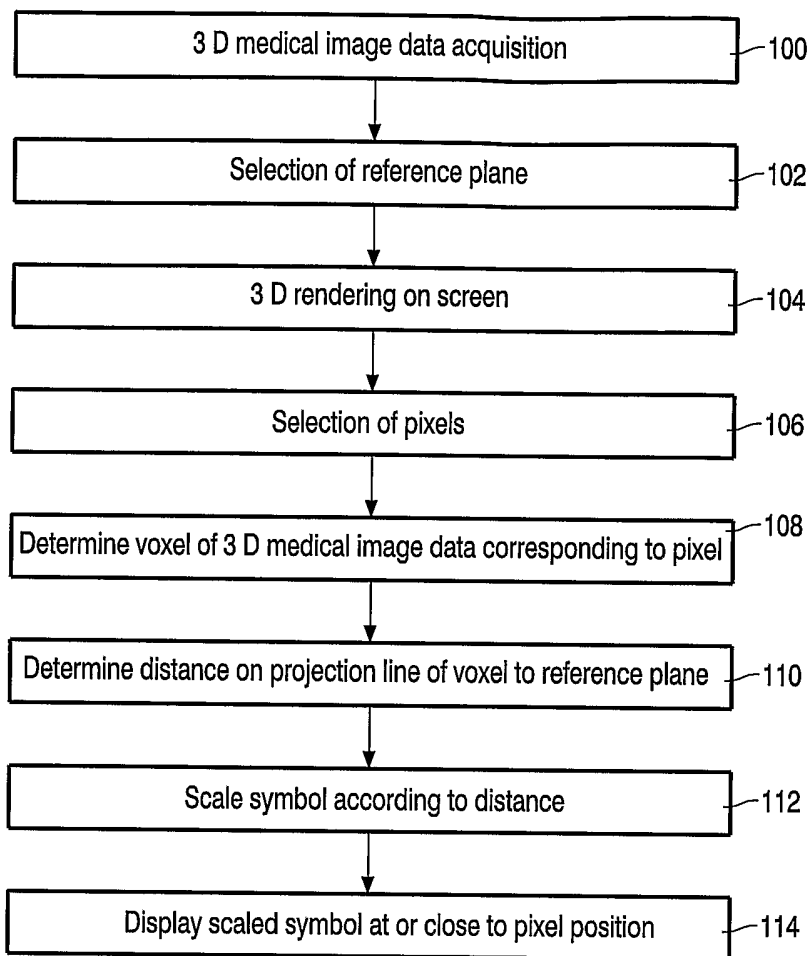 3 D medical image data acquisition 100
Selection of reference plane 102
3 D rendering on screen 104
Selection of pixels 106
Determine voxel of 3 D medical image data corresponding to pixel 108
Determine distance on projection line of voxel to reference plane 110
Scale symbol according to distance 112
Display scaled symbol at or close to pixel position 114